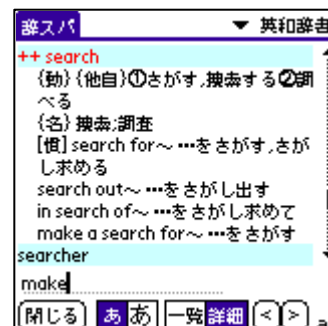 辞スパ ▼ 英和辞書
++ search
{動} {他自}①さがす,捜索する②調
べる
{名} 捜索;調査
[慣] search for～ …をさがす,さが
し求める
search out～ …をさがし出す
in search of～ …をさがし求めて
make a search for～ …をさがす
searcher
make
閉じる あ あ 一覧 詳細 < >